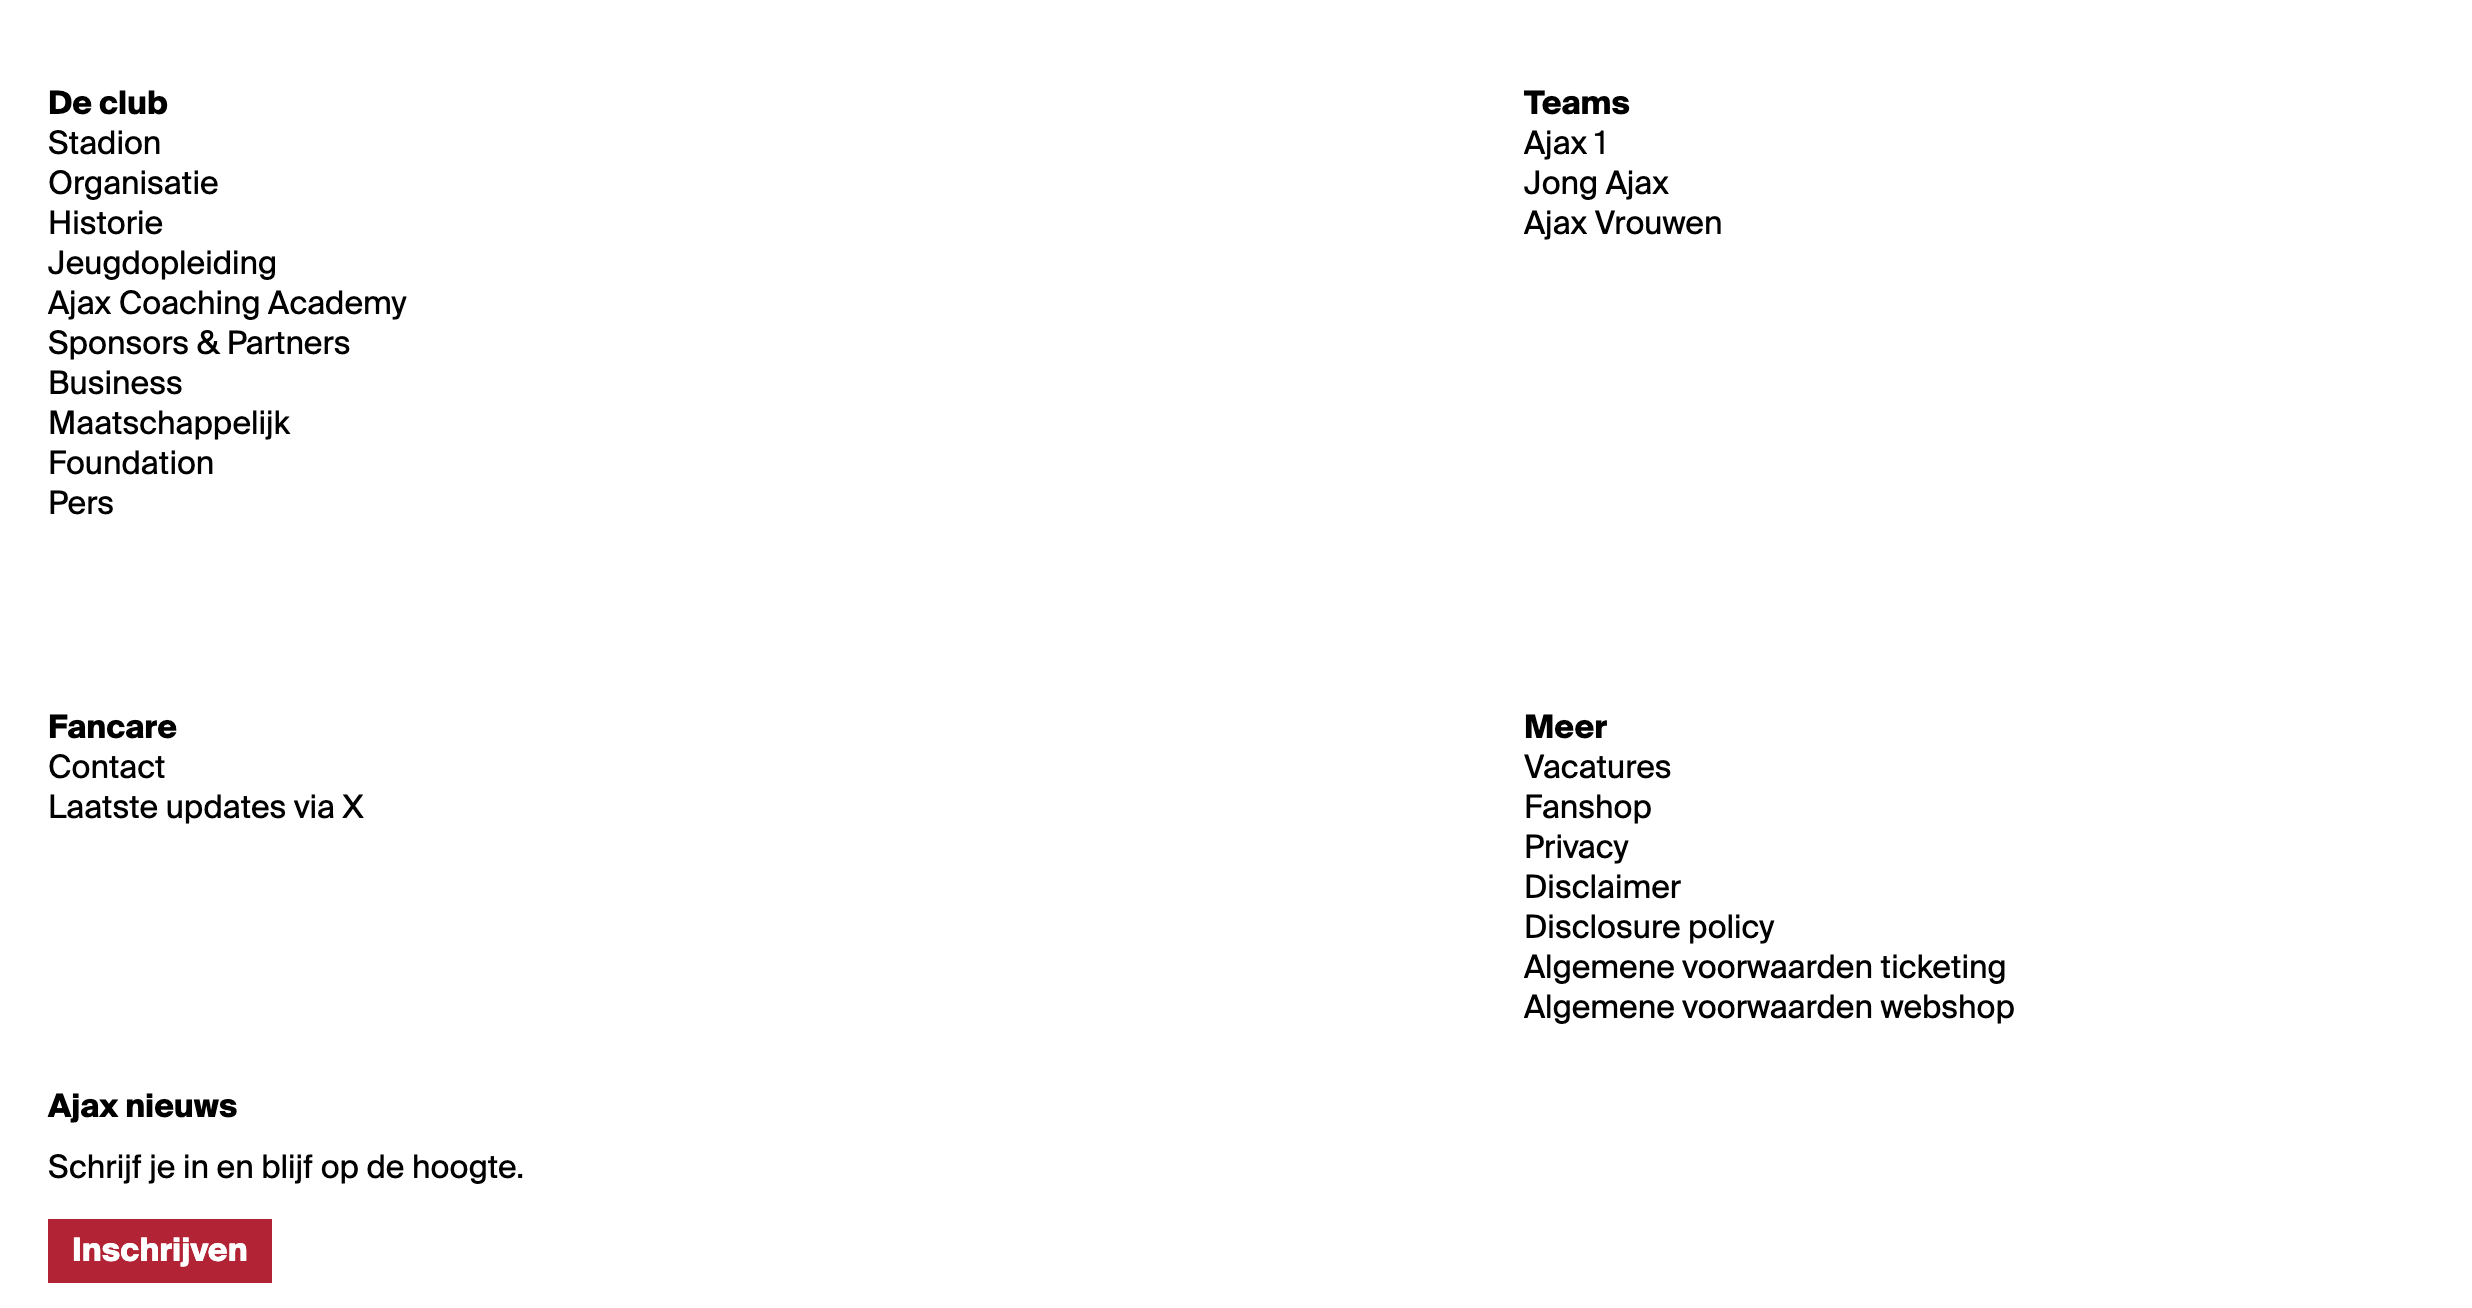 De club
Stadion
Organisatie
Historie
Jeugdopleiding
Ajax Coaching Academy
Sponsors & Partners
Business
Maatschappelijk
Foundation
Pers
Teams
Ajax 1
Jong Ajax
Ajax Vrouwen
Fancare
Contact
Laatste updates via X
Meer
Vacatures
Fanshop
Privacy
Disclaimer
Disclosure policy
Algemene voorwaarden ticketing
Algemene voorwaarden webshop
Ajax nieuws
Schrijf je in en blijf op de hoogte.
Inschrijven